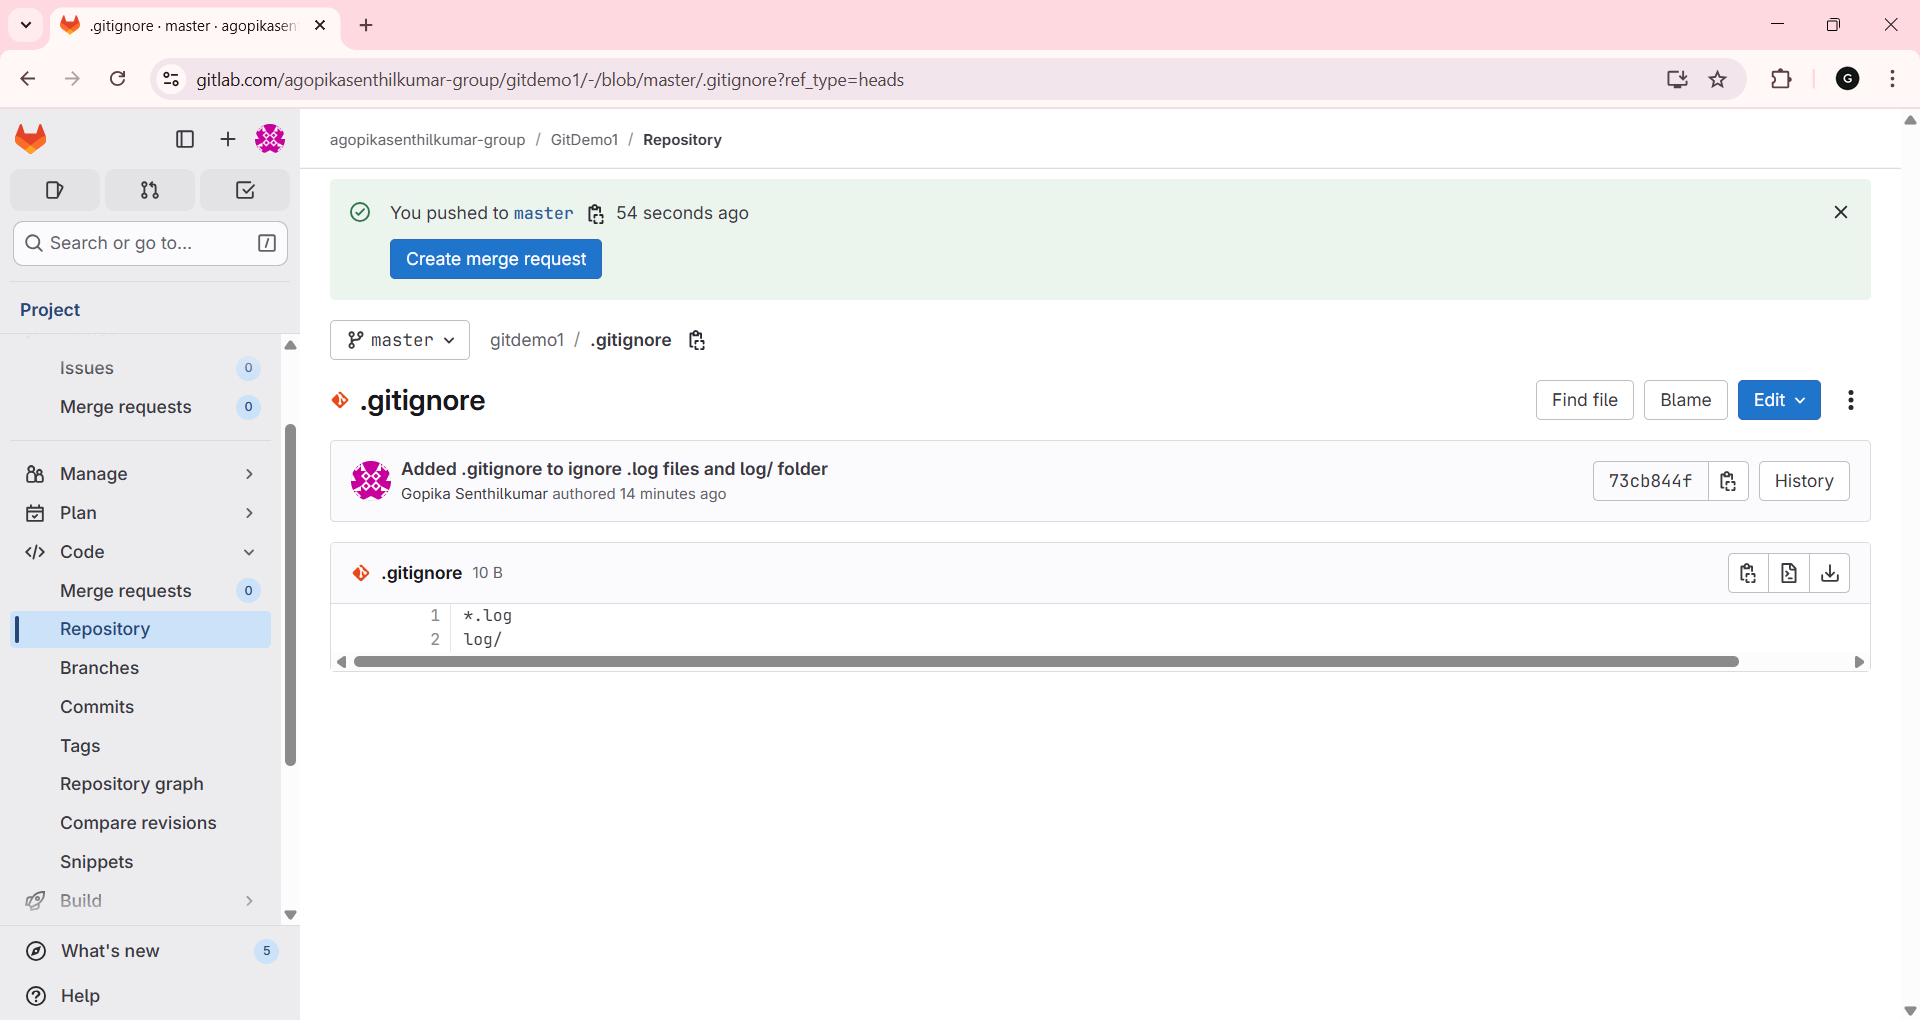 .gitignore · master · agopikasen
gitlab.com/agopikasenthilkumar-group/gitdemo1/-/blob/master/.gitignore?ref_type=heads
G
Search or go to...
/
Project
Issues 0
Merge requests 0
Manage
Plan
Code
Merge requests 0
Repository
Branches
Commits
Tags
Repository graph
Compare revisions
Snippets
Build
What's new 5
Help
agopikasenthilkumar-group / GitDemo1 / Repository
You pushed to master 54 seconds ago
Create merge request
master
gitdemo1 / .gitignore
.gitignore
Find file
Blame
Edit
Added .gitignore to ignore .log files and log/ folder
Gopika Senthilkumar authored 14 minutes ago
73cb844f
History
.gitignore 10 B
1 *.log
2 log/